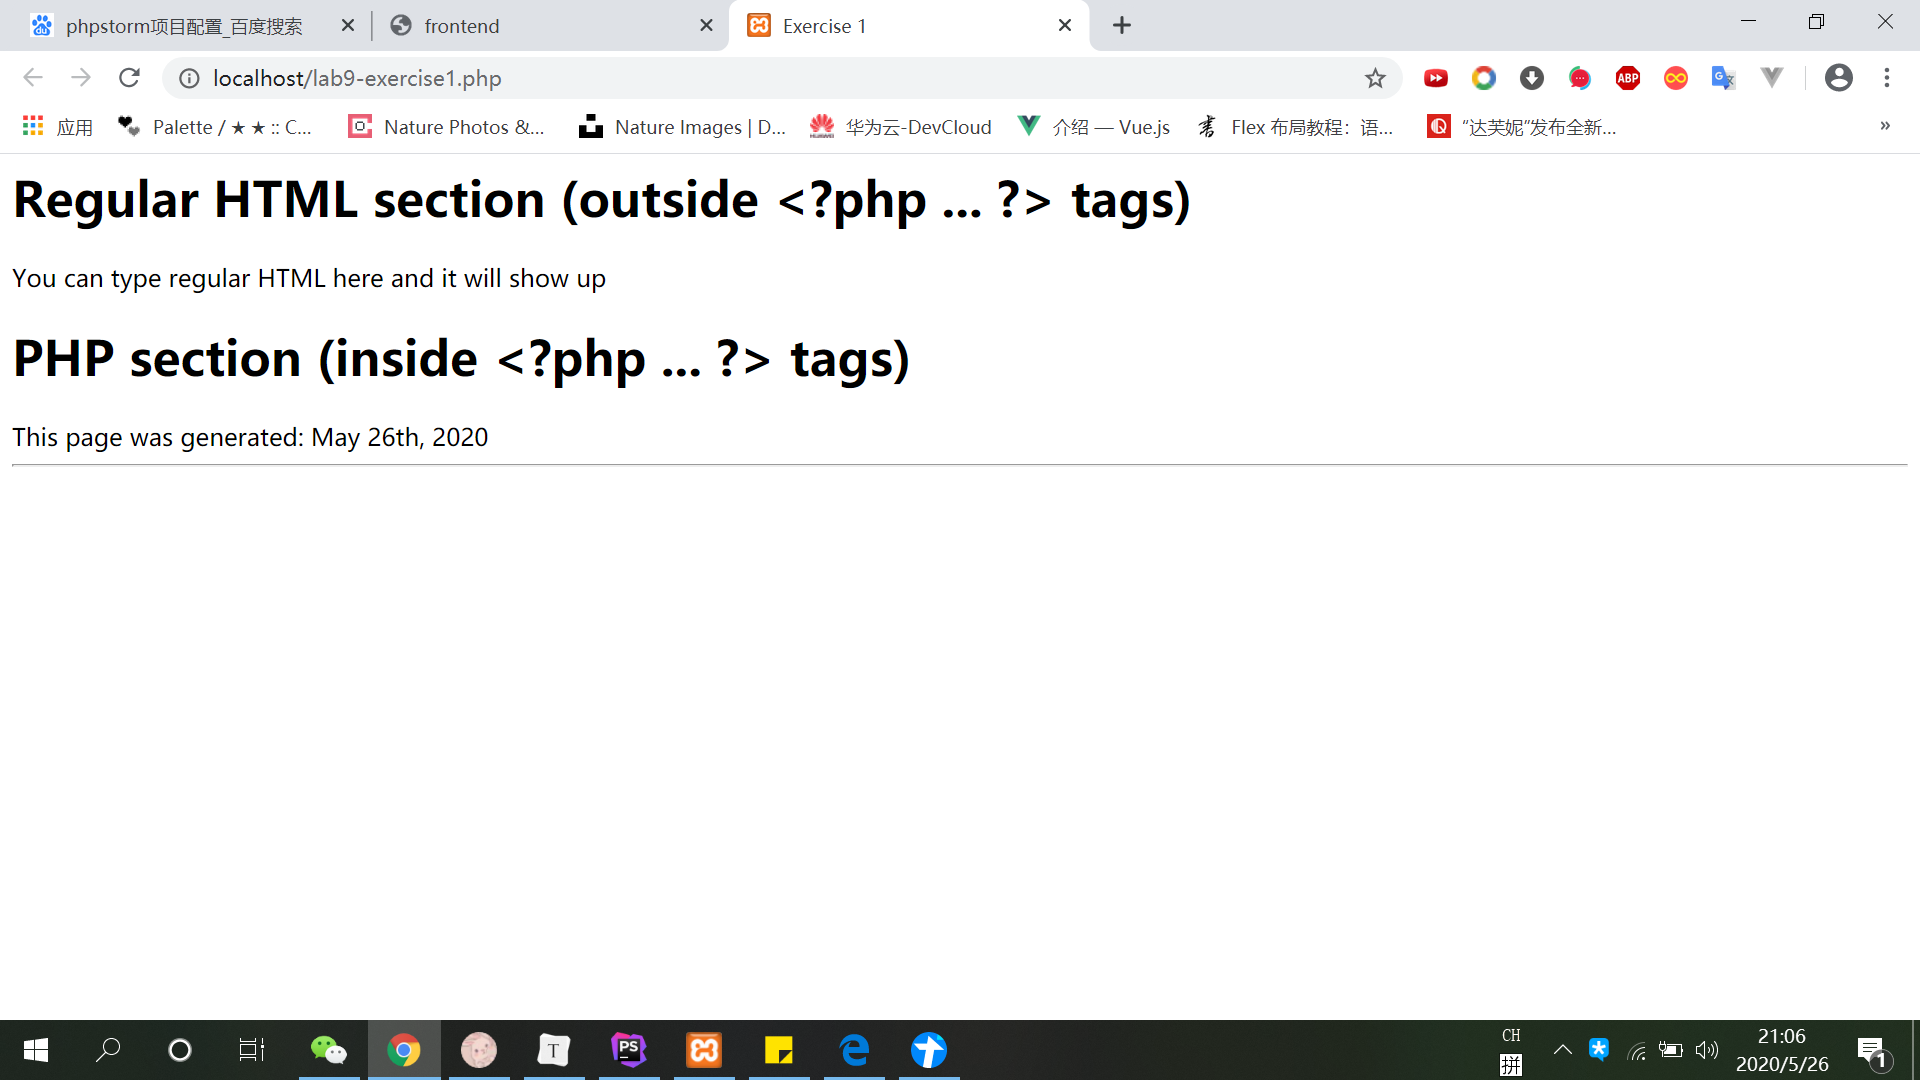 phpstorm项目配置_百度搜索
frontend
Exercise 1
localhost/lab9-exercise1.php
ABP
应用
Palette / ★ ★ :: C...
Nature Photos &...
Nature Images | D...
华为云-DevCloud
介绍 — Vue.js
Flex 布局教程：语...
“达芙妮”发布全新...
»
Regular HTML section (outside <?php ... ?> tags)
You can type regular HTML here and it will show up
PHP section (inside <?php ... ?> tags)
This page was generated: May 26th, 2020
T
PS
CH
拼
21:06
2020/5/26
1